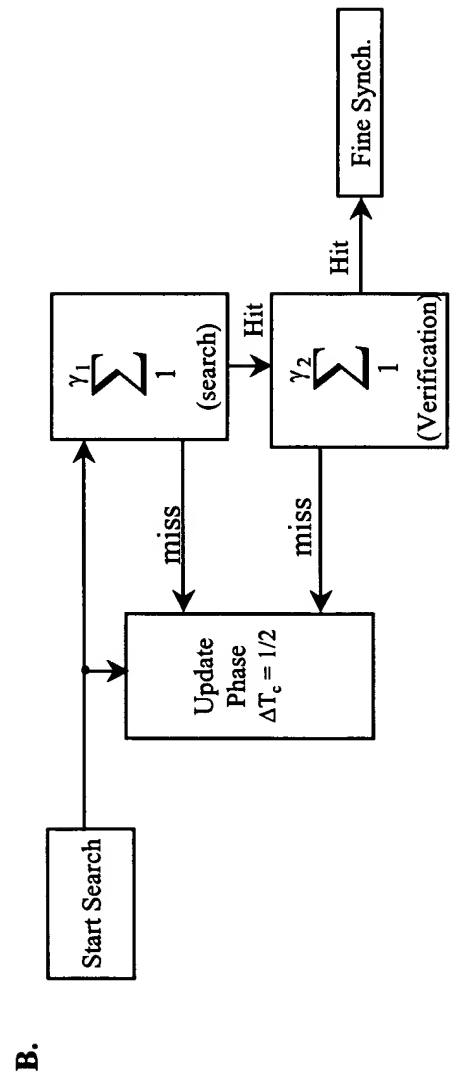 B.
Start Search
Update
Phase
ΔT_c = 1/2
miss
miss
γ_1
∑
1
(search)
Hit
γ_2
∑
1
(Verification)
Hit
Fine Synch.